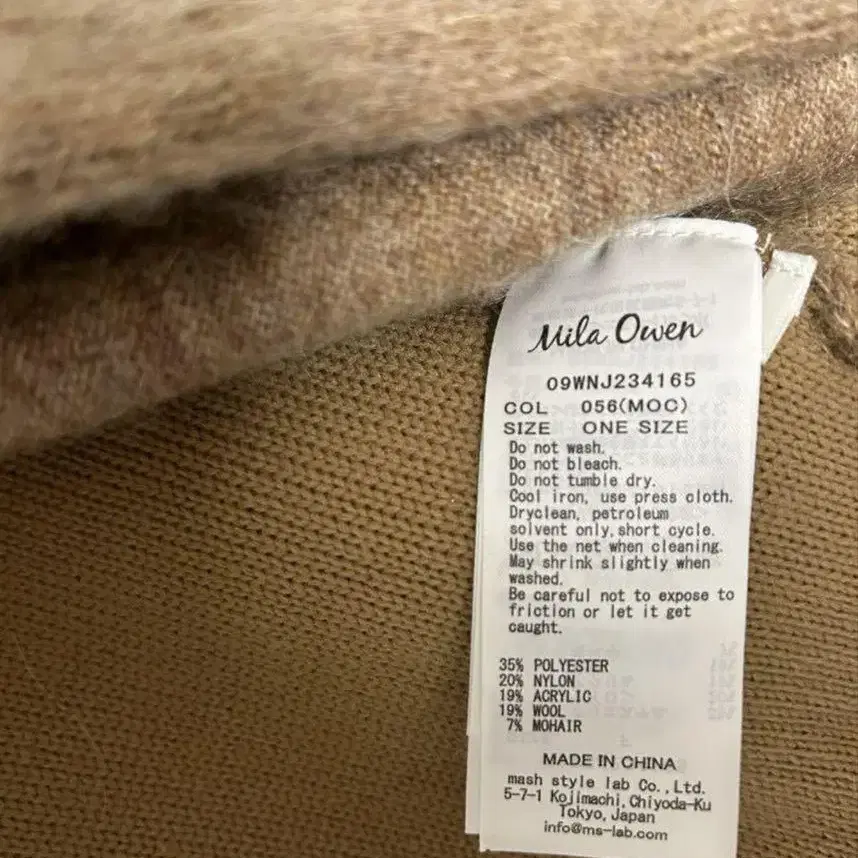 Mila Owen
09WNJ234165
COL 056(MOC)
SIZE ONE SIZE
Do not wash.
Do not bleach.
Do not tumble dry.
Cool iron, use press cloth.
Dryclean, petroleum
solvent only, short cycle.
Use the net when cleaning.
May shrink slightly when
washed.
Be careful not to expose to
friction or let it get
caught.
35% POLYESTER
20% NYLON
19% ACRYLIC
19% WOOL
7% MOHAIR
MADE IN CHINA
mash style lab Co., Ltd.
5-7-1 Kojimachi, Chiyoda-Ku
Tokyo, Japan
info@ms-lab.com